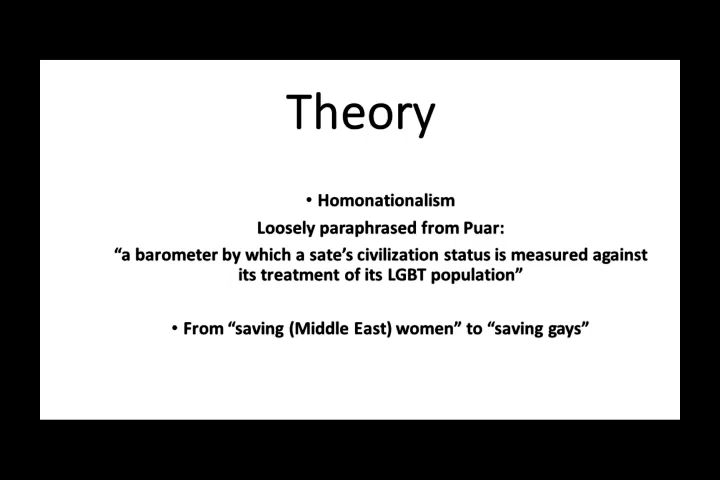 Theory
• Homonationalism
Loosely paraphrased from Puar:
“a barometer by which a sate’s civilization status is measured against
its treatment of its LGBT population”
• From “saving (Middle East) women” to “saving gays”